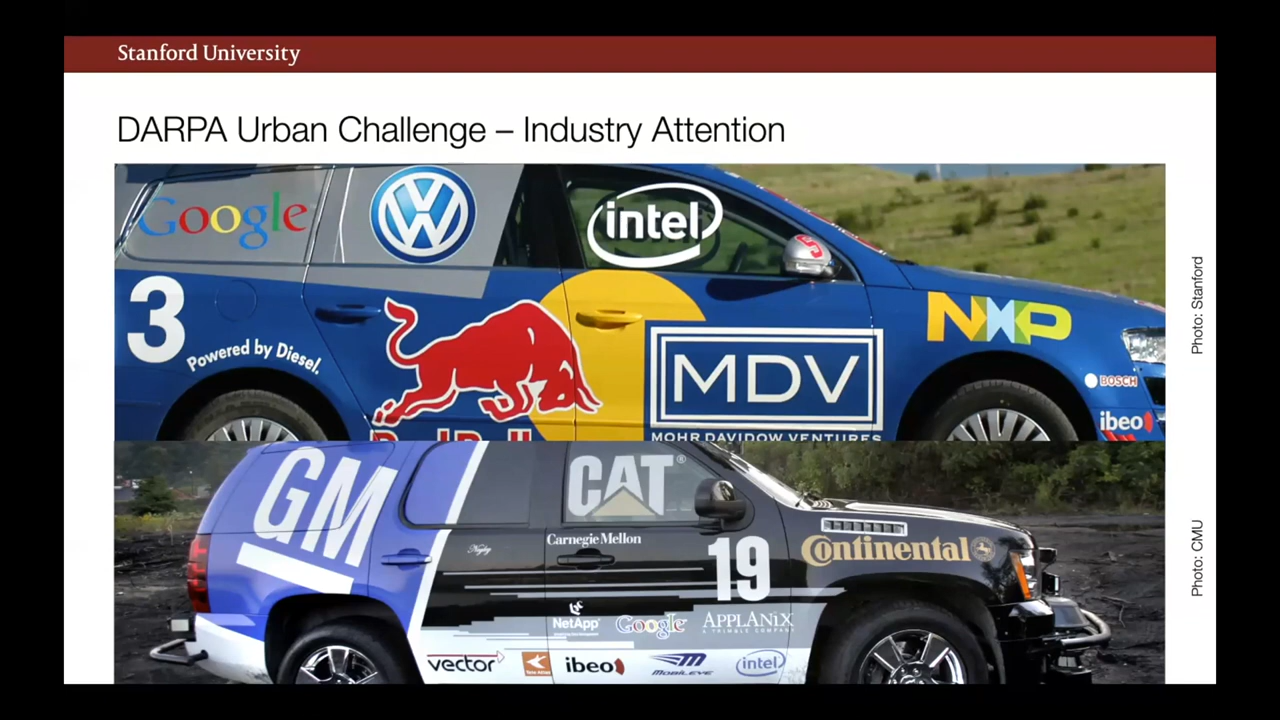 Stanford University
DARPA Urban Challenge – Industry Attention
Google
intel
3
Powered by Diesel.
NXP
MDV
MOHR DAVIDOW VENTURES
BOSCH
ibeo
Photo: Stanford
GM
CAT®
Carnegie Mellon
19
Continental
NetApp
Google
APPLANIX
A TRIMBLE COMPANY
vector
Tele Atlas
ibeo
MOBILEYE
intel
Photo: CMU